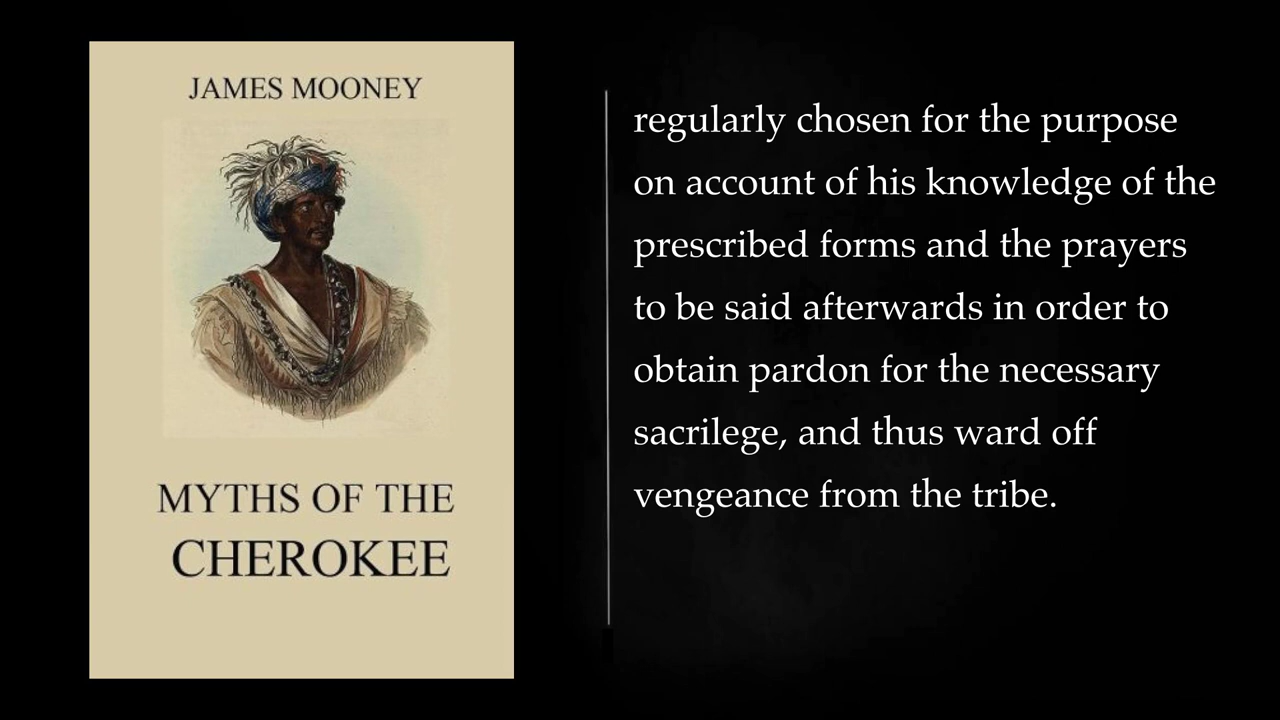 JAMES MOONEY
MYTHS OF THE
CHEROKEE
regularly chosen for the purpose
on account of his knowledge of the
prescribed forms and the prayers
to be said afterwards in order to
obtain pardon for the necessary
sacrilege, and thus ward off
vengeance from the tribe.